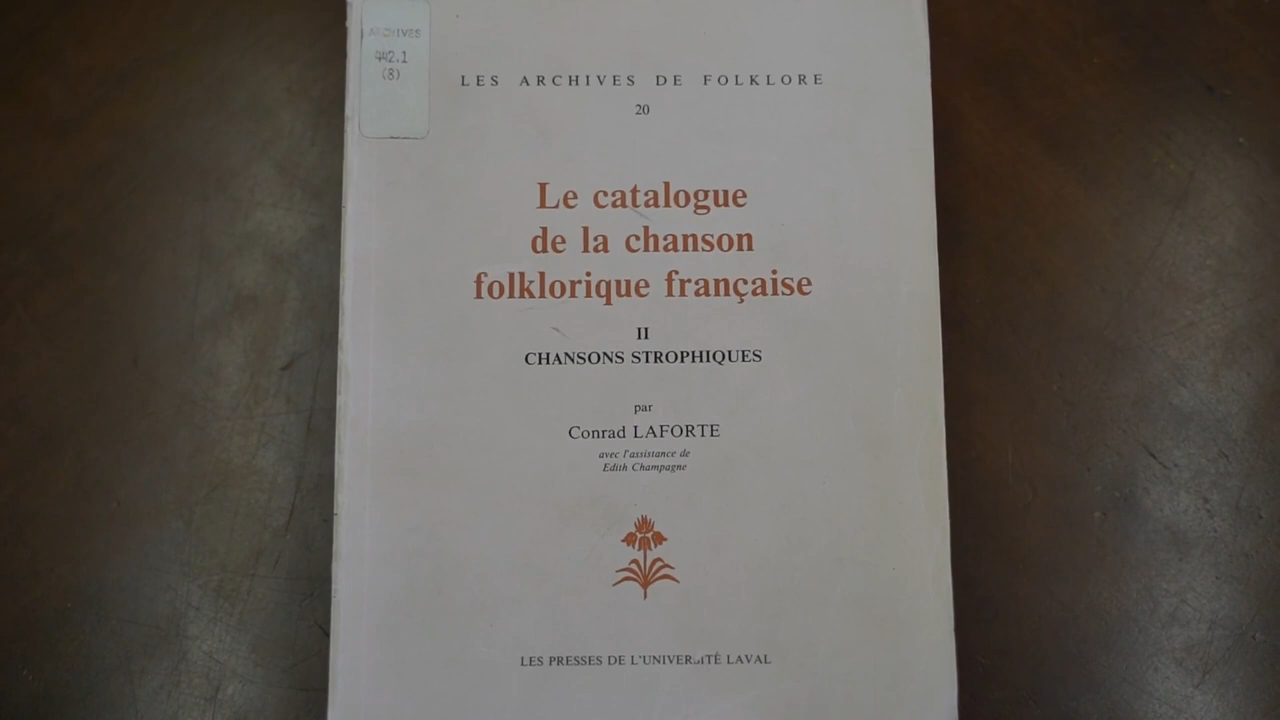 ARCHIVES
442.1
(8)
LES ARCHIVES DE FOLKLORE
20
Le catalogue
de la chanson
folklorique française
II
CHANSONS STROPHIQUES
par
Conrad LAFORTE
avec l'assistance de
Edith Champagne
LES PRESSES DE L'UNIVERSITÉ LAVAL